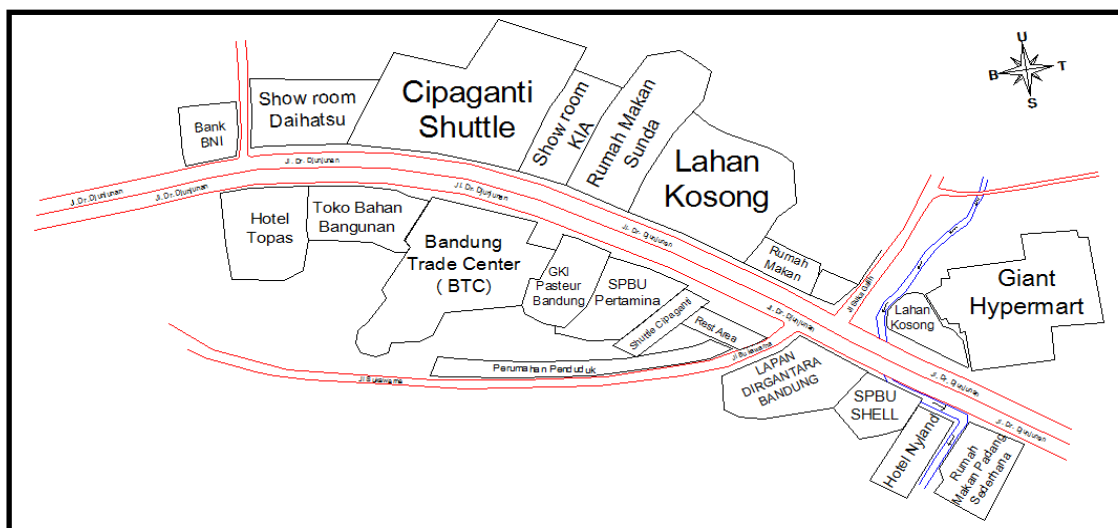 U
B
T
S
Bank
BNI
Show room
Daihatsu
Cipaganti
Shuttle
Show room
KIA
Rumah Makan
Sunda
Lahan
Kosong
Rumah
Makan
Jl. Dr. Djunjunan
Jl. Dr. Djunjunan
Jl. Dr. Djunjunan
Jl. Dr. Djunjunan
Jl. Dr. Djunjunan
Jl. Dr. Djunjunan
Jl. Dr. Djunjunan
Jl. Dr. Djunjunan
Hotel
Topas
Toko Bahan
Bangunan
Bandung
Trade Center
( BTC)
GKI
Pasteur
Bandung
SPBU
Pertamina
Shuttle Cipaganti
Rest Area
Perumahan Penduduk
LAPAN
DIRGANTARA
BANDUNG
SPBU
SHELL
Hotel Nyland
Rumah
Makan Padang
Sederhana
Lahan
Kosong
Giant
Hypermart